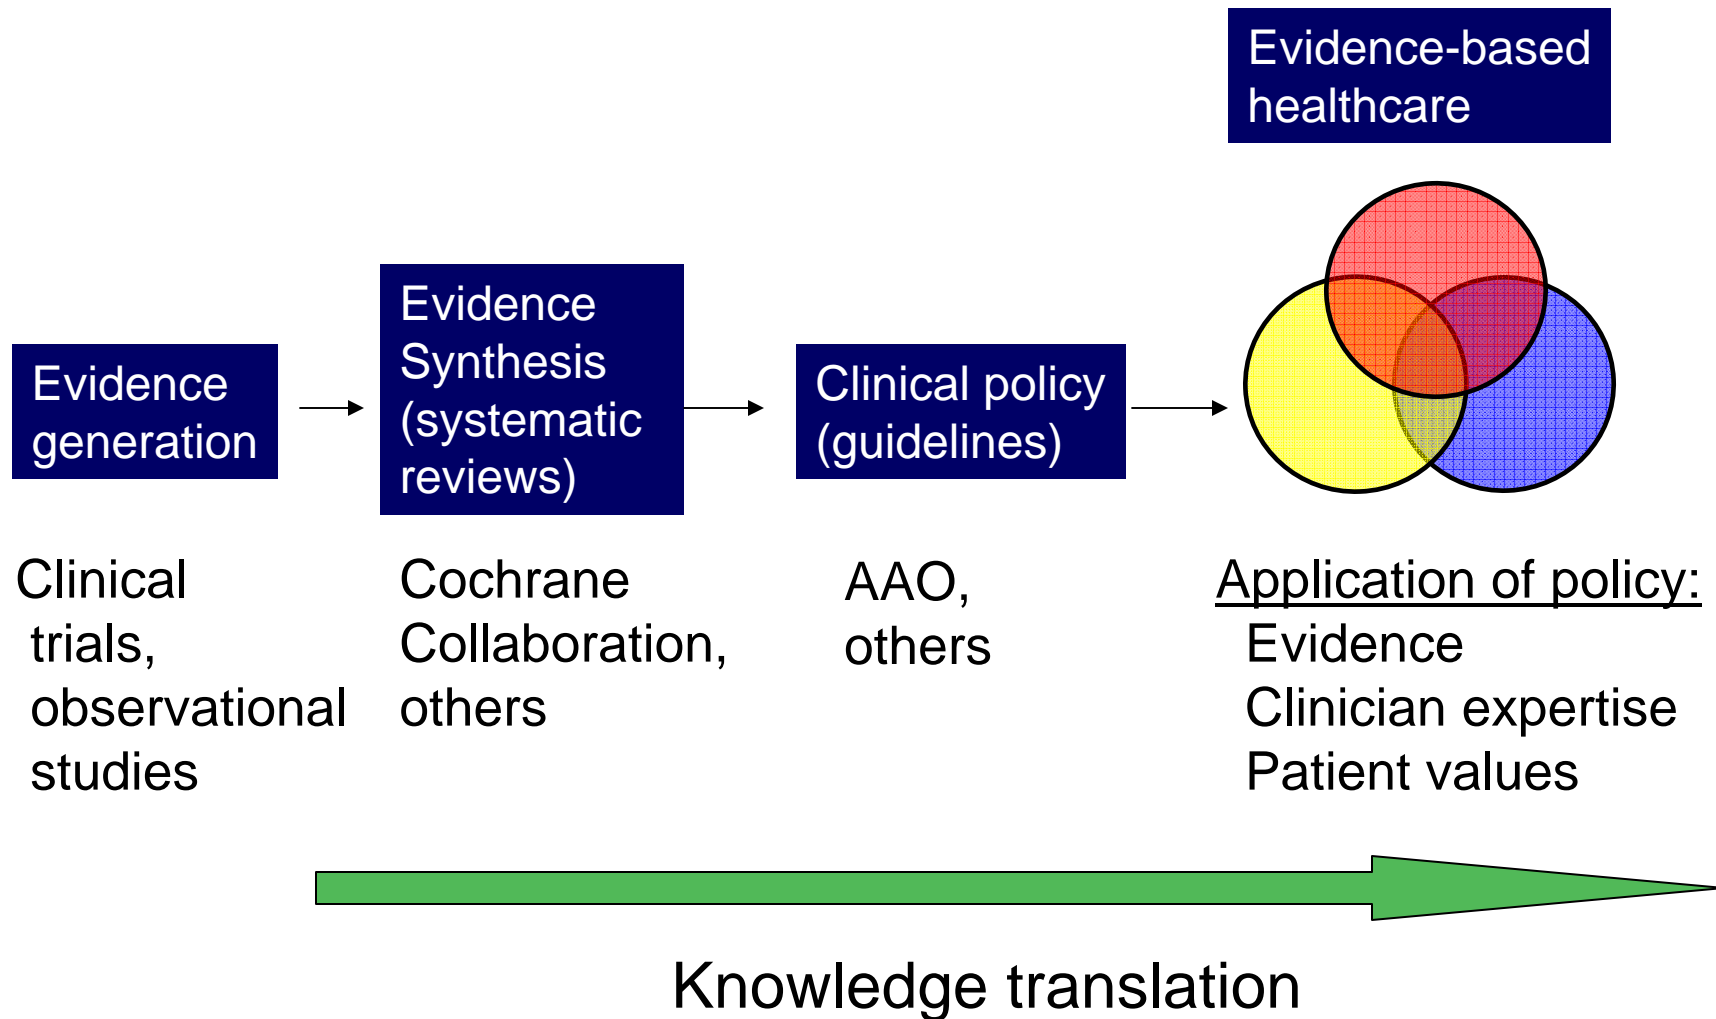 Evidence-based
healthcare
Evidence
generation
Evidence
Synthesis
(systematic
reviews)
Clinical policy
(guidelines)
Clinical
trials,
observational
studies
Cochrane
Collaboration,
others
AAO,
others
Application of policy:
Evidence
Clinician expertise
Patient values
Knowledge translation